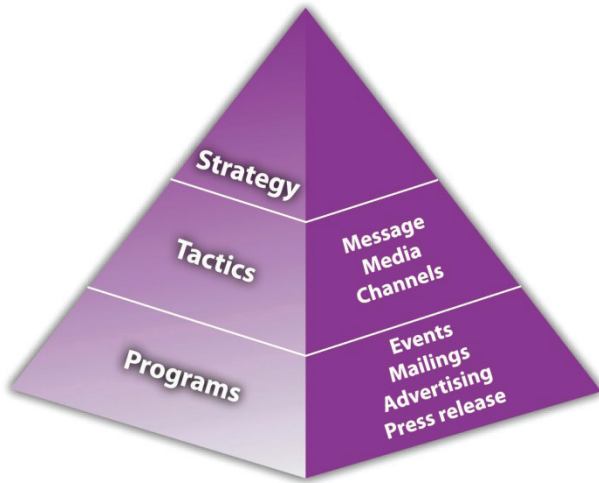 Strategy
Tactics
Message
Media
Channels
Programs
Events
Mailings
Advertising
Press release